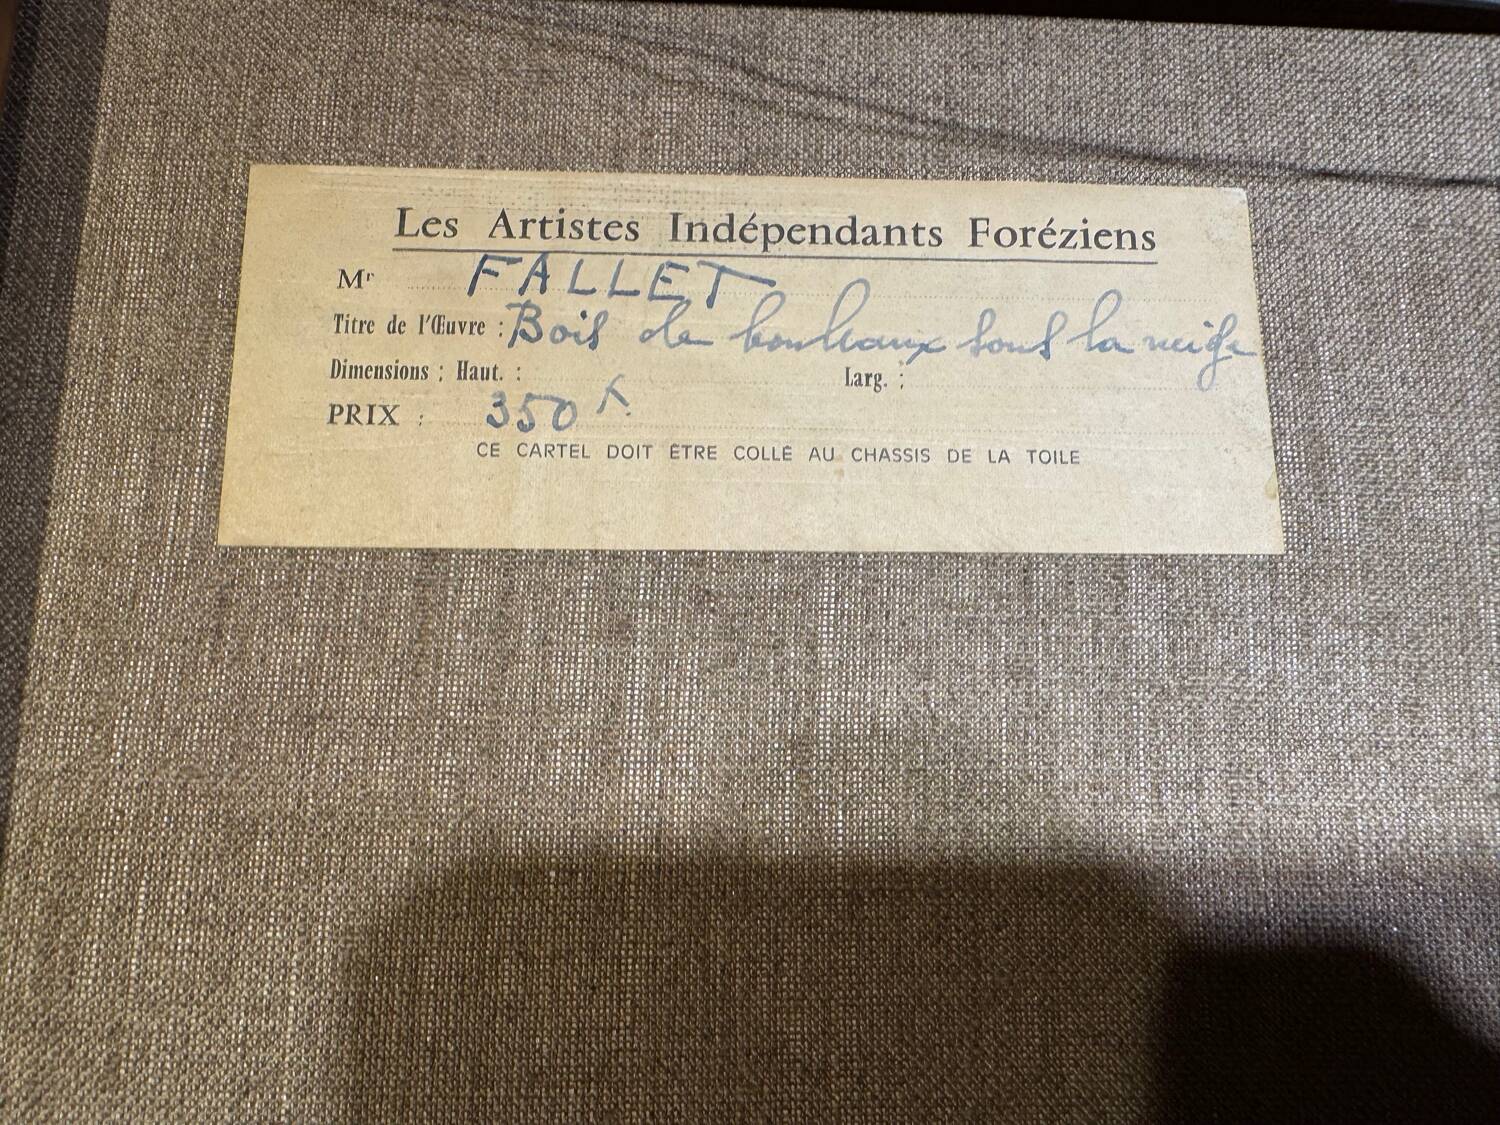 Les Artistes Indépendants Foréziens
Mr FALLET
Titre de l'Œuvre : Bois de bouleaux sous la neige
Dimensions : Haut. : Larg. :
PRIX : 350 F.
CE CARTEL DOIT ÊTRE COLLÉ AU CHASSIS DE LA TOILE